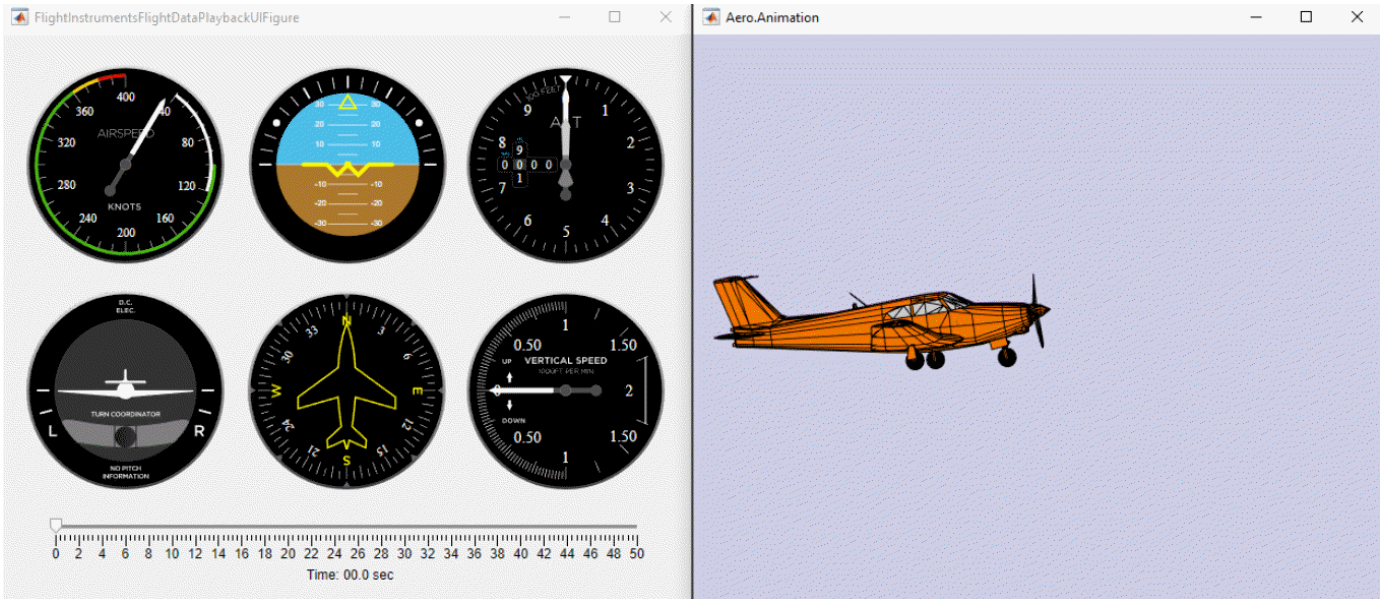 FlightInstrumentsFlightDataPlaybackUIFigure
Aero.Animation
400
360
40
AIRSPEED
320
80
280
120
KNOTS
240
160
200
30 30
20 20
10 10
-10 -10
-20 -20
-30 -30
100 FEET
9
1
ALT
8
2
9
0 0 0 0
1
7
3
6
4
5
D.C.
ELEC.
TURN COORDINATOR
L R
NO PITCH
INFORMATION
N
33
3
30
6
W
E
24
12
21
15
S
1
0.50
1.50
UP
VERTICAL SPEED
1000FT PER MIN
0
2
DOWN
0.50
1.50
1
0 2 4 6 8 10 12 14 16 18 20 22 24 26 28 30 32 34 36 38 40 42 44 46 48 50
Time: 00.0 sec